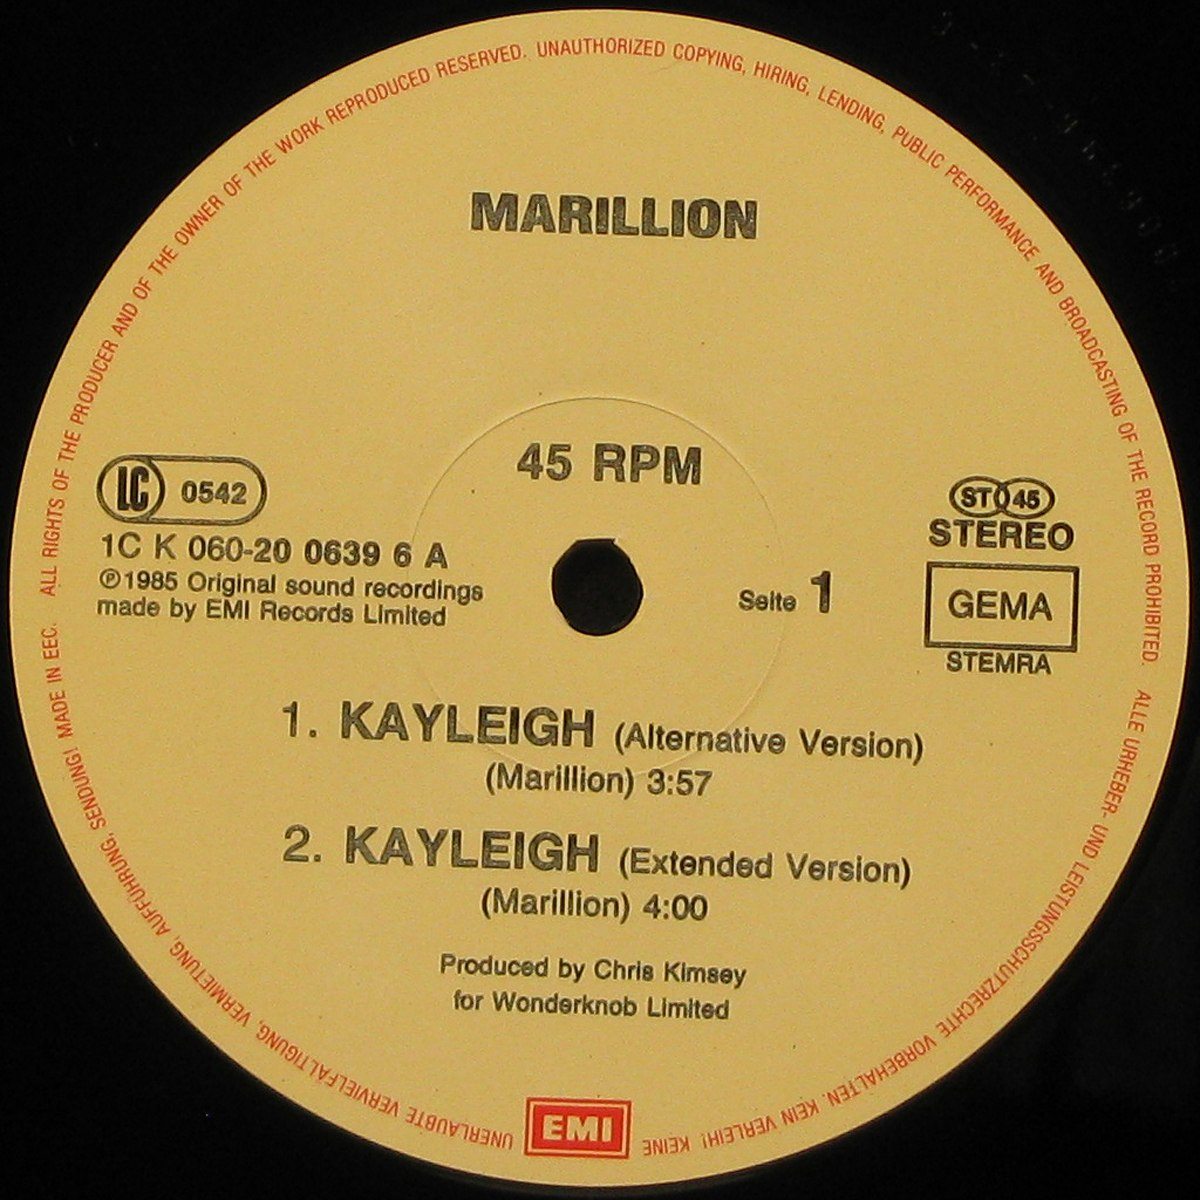 ALL RIGHTS OF THE PRODUCER AND OF THE OWNER OF THE WORK REPRODUCED RESERVED. UNAUTHORIZED COPYING, HIRING, LENDING, PUBLIC PERFORMANCE AND BROADCASTING OF THE RECORD PROHIBITED.
MARILLION
45 RPM
LC 0542
1C K 060-20 0639 6 A
℗1985 Original sound recordings
made by EMI Records Limited
Seite 1
ST 45
STEREO
GEMA
STEMRA
1. KAYLEIGH (Alternative Version)
(Marillion) 3:57
2. KAYLEIGH (Extended Version)
(Marillion) 4:00
Produced by Chris Kimsey
for Wonderknob Limited
EMI
ALLE URHEBER- UND LEISTUNGSSCHUTZRECHTE VORBEHALTEN. KEIN VERLEIH! KEINE UNERLAUBTE VERVIELFÄLTIGUNG, VERMIETUNG, AUFFÜHRUNG, SENDUNG! MADE IN EEC.